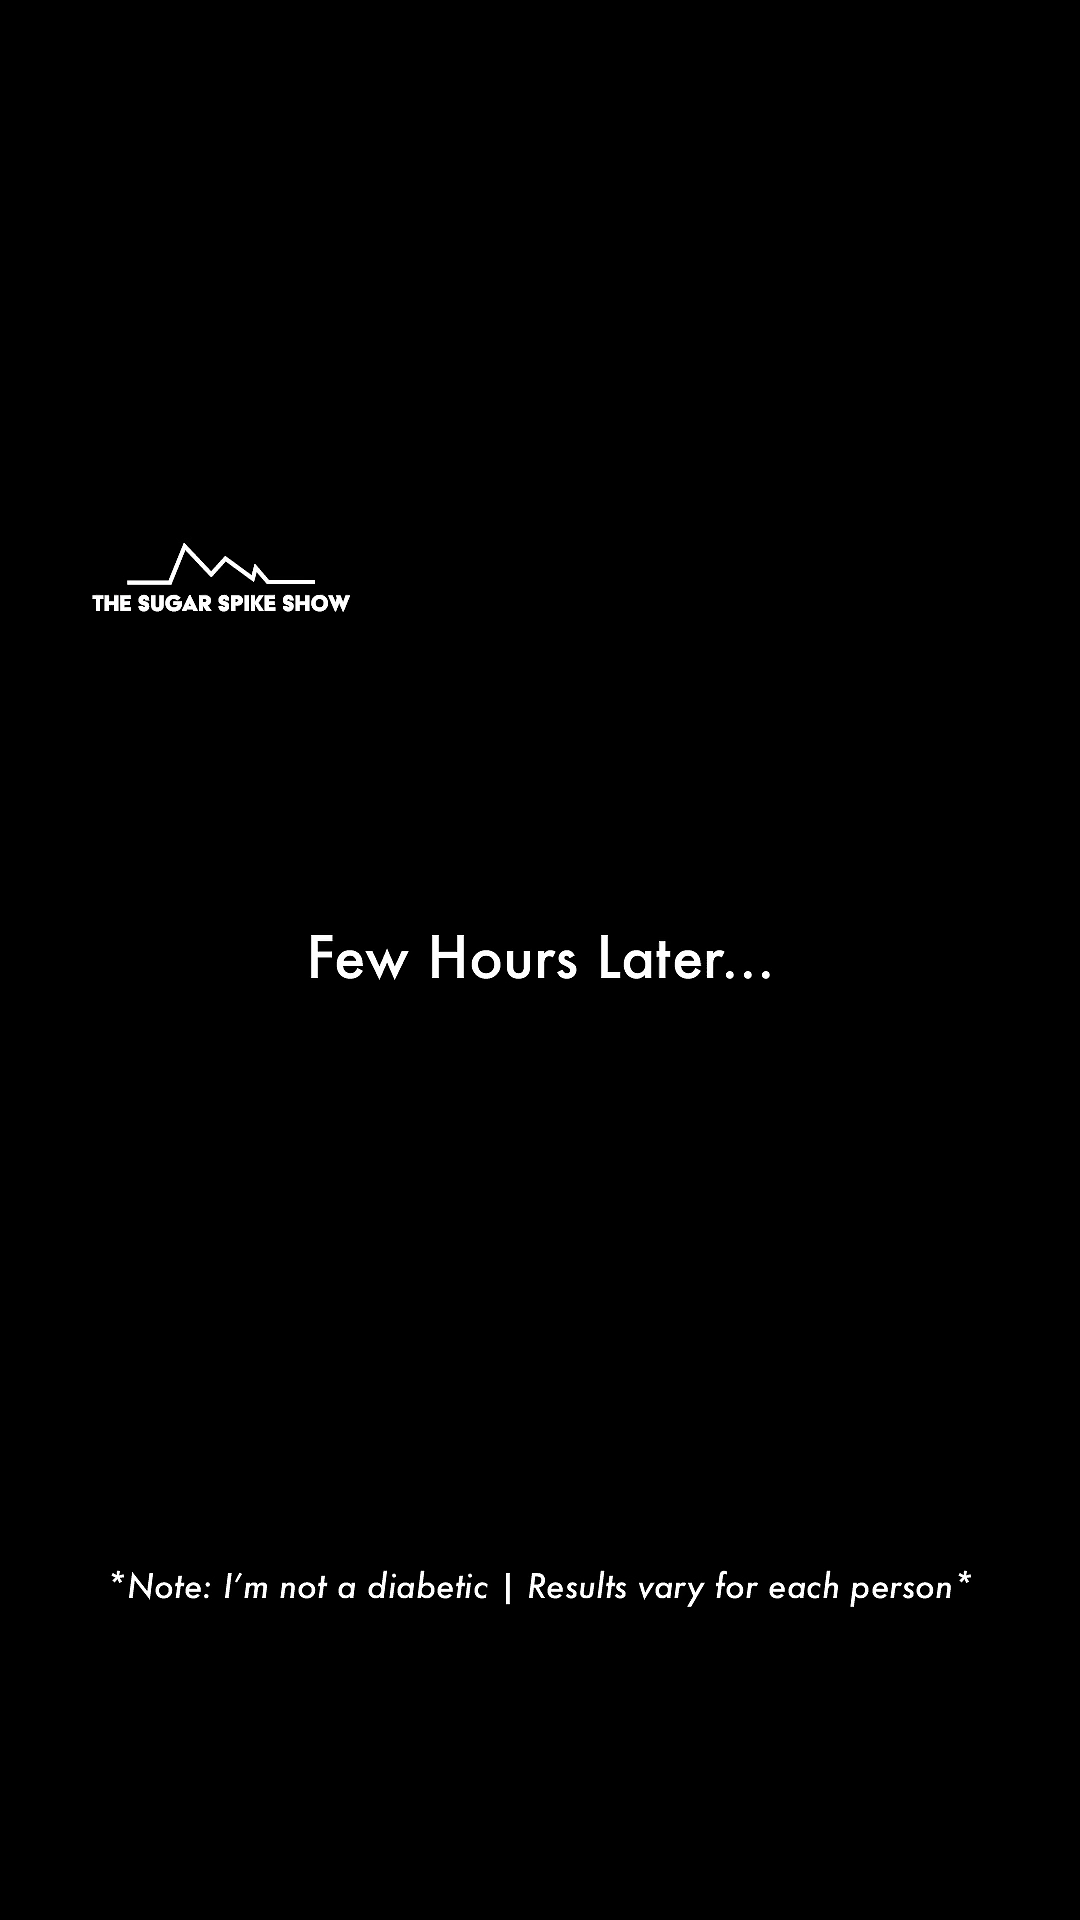 THE SUGAR SPIKE SHOW
Few Hours Later...
*Note: I’m not a diabetic | Results vary for each person*